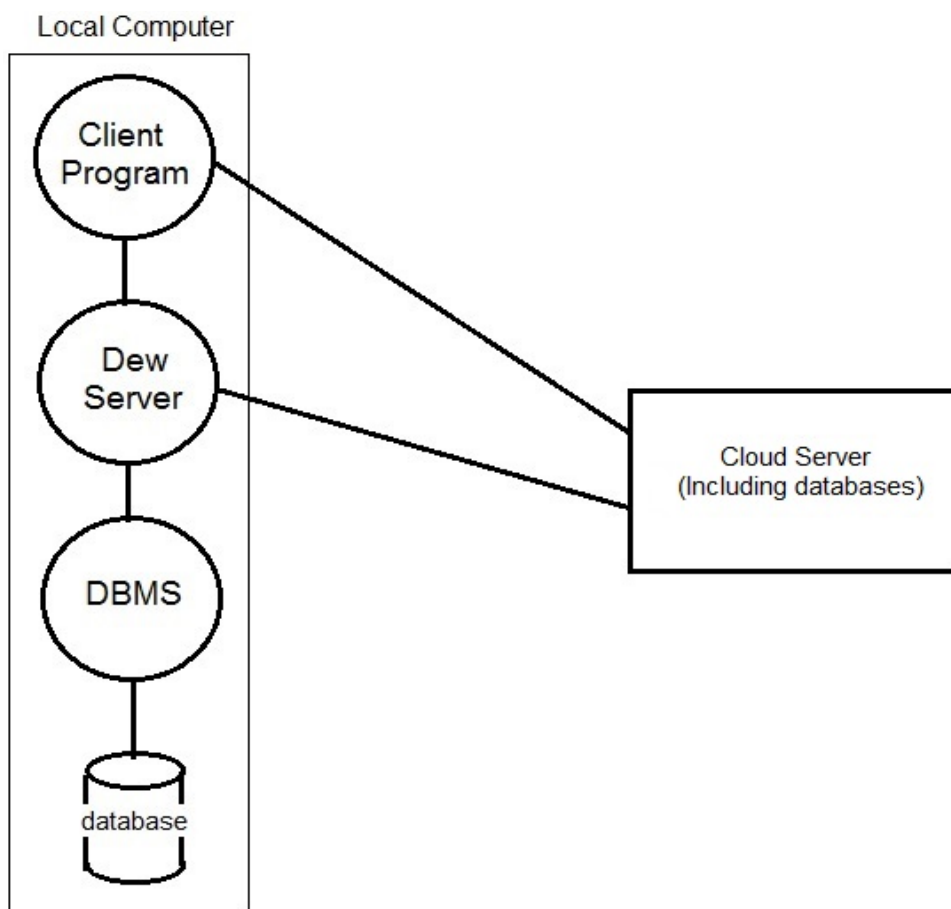 Local Computer
Client
Program
Dew
Server
DBMS
database
Cloud Server
(Including databases)